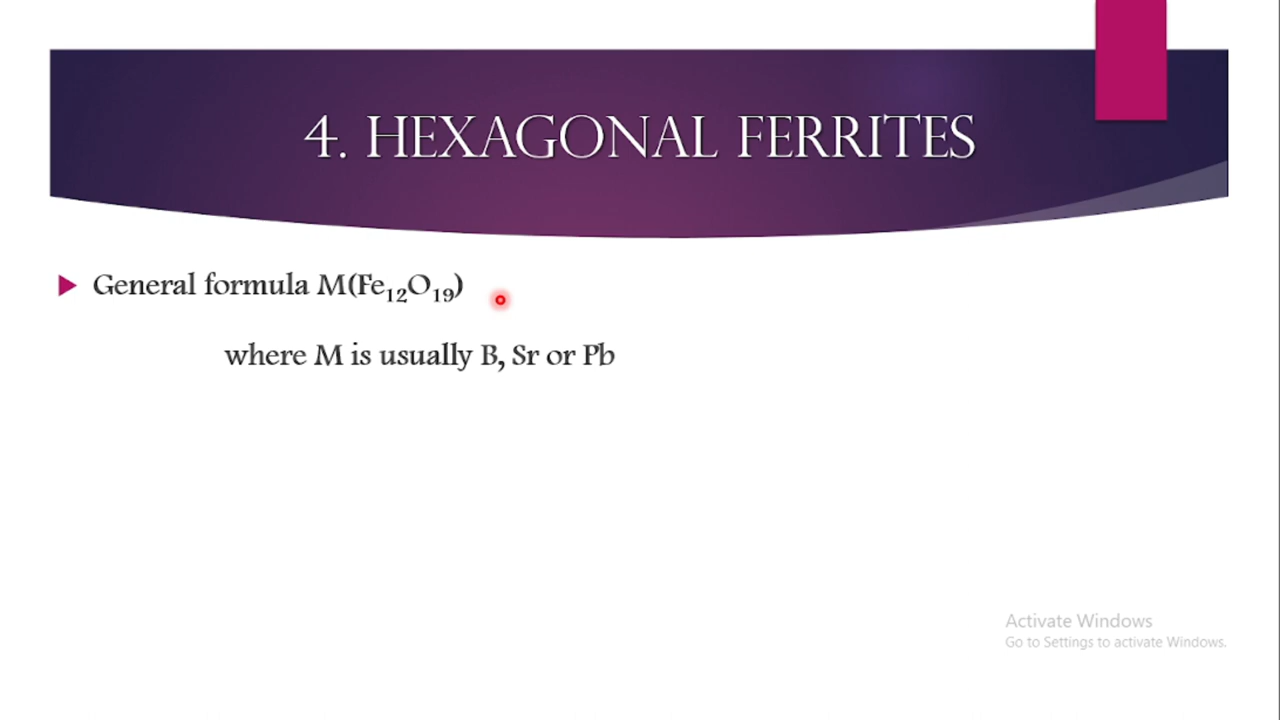 4. HEXAGONAL FERRITES
General formula M(Fe₁₂O₁₉)
where M is usually B, Sr or Pb
Activate Windows
Go to Settings to activate Windows.